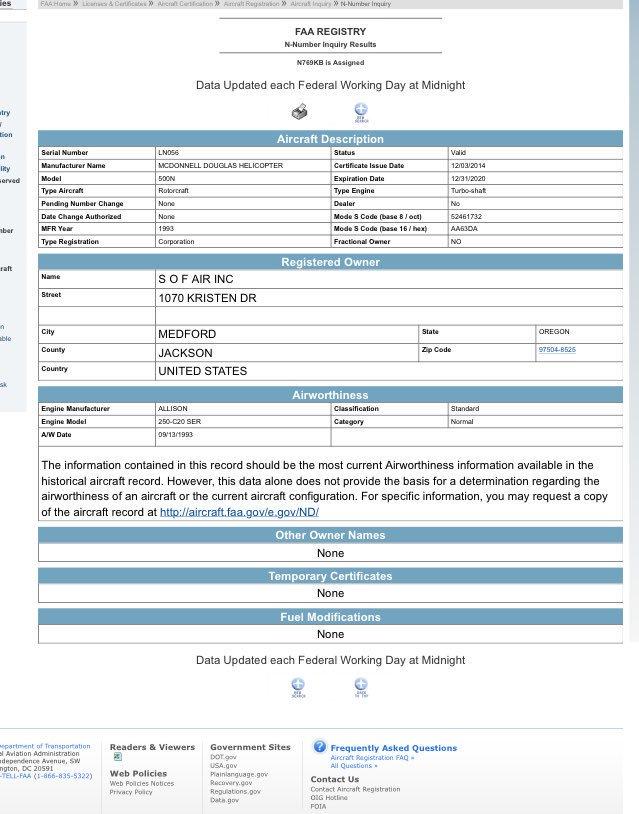 ies
FAA Home » Licenses & Certificates » Aircraft Certification » Aircraft Registration » Aircraft Inquiry » N-Number Inquiry
FAA REGISTRY
N-Number Inquiry Results
N769KB is Assigned
Data Updated each Federal Working Day at Midnight
NEW SEARCH
Aircraft Description
Serial Number LN056 Status Valid
Manufacturer Name MCDONNELL DOUGLAS HELICOPTER Certificate Issue Date 12/03/2014
Model 500N Expiration Date 12/31/2020
Type Aircraft Rotorcraft Type Engine Turbo-shaft
Pending Number Change None Dealer No
Date Change Authorized None Mode S Code (base 8 / oct) 52461732
MFR Year 1993 Mode S Code (base 16 / hex) AA63DA
Type Registration Corporation Fractional Owner NO
Registered Owner
Name S O F AIR INC
Street 1070 KRISTEN DR
City MEDFORD State OREGON
County JACKSON Zip Code 97504-8525
Country UNITED STATES
Airworthiness
Engine Manufacturer ALLISON Classification Standard
Engine Model 250-C20 SER Category Normal
A/W Date 09/13/1993
The information contained in this record should be the most current Airworthiness information available in the
historical aircraft record. However, this data alone does not provide the basis for a determination regarding the
airworthiness of an aircraft or the current aircraft configuration. For specific information, you may request a copy
of the aircraft record at http://aircraft.faa.gov/e.gov/ND/
Other Owner Names
None
Temporary Certificates
None
Fuel Modifications
None
Data Updated each Federal Working Day at Midnight
NEW SEARCH BACK TO TOP
epartment of Transportation
al Aviation Administration
ndependence Avenue, SW
ngton, DC 20591
-TELL-FAA (1-866-835-5322)
Readers & Viewers
Web Policies
Web Policies Notices
Privacy Policy
Government Sites
DOT.gov
USA.gov
Plainlanguage.gov
Recovery.gov
Regulations.gov
Data.gov
Frequently Asked Questions
Aircraft Registration FAQ »
All Questions »
Contact Us
Contact Aircraft Registration
OIG Hotline
FOIA